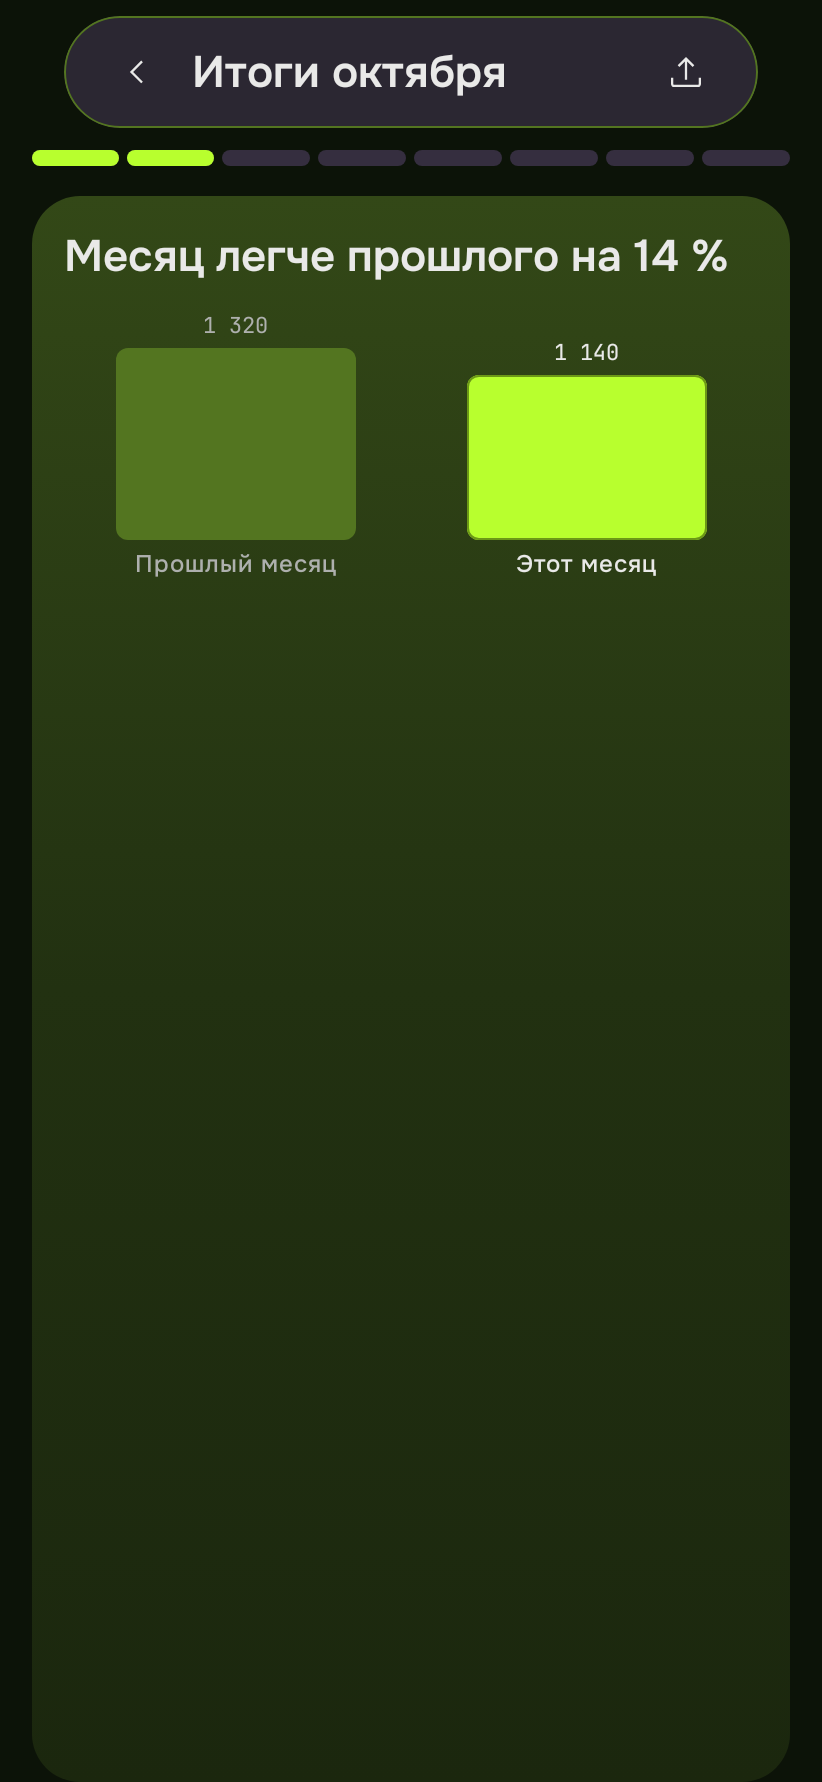 Итоги октября
Месяц легче прошлого на 14 %
1 320
1 140
Прошлый месяц
Этот месяц